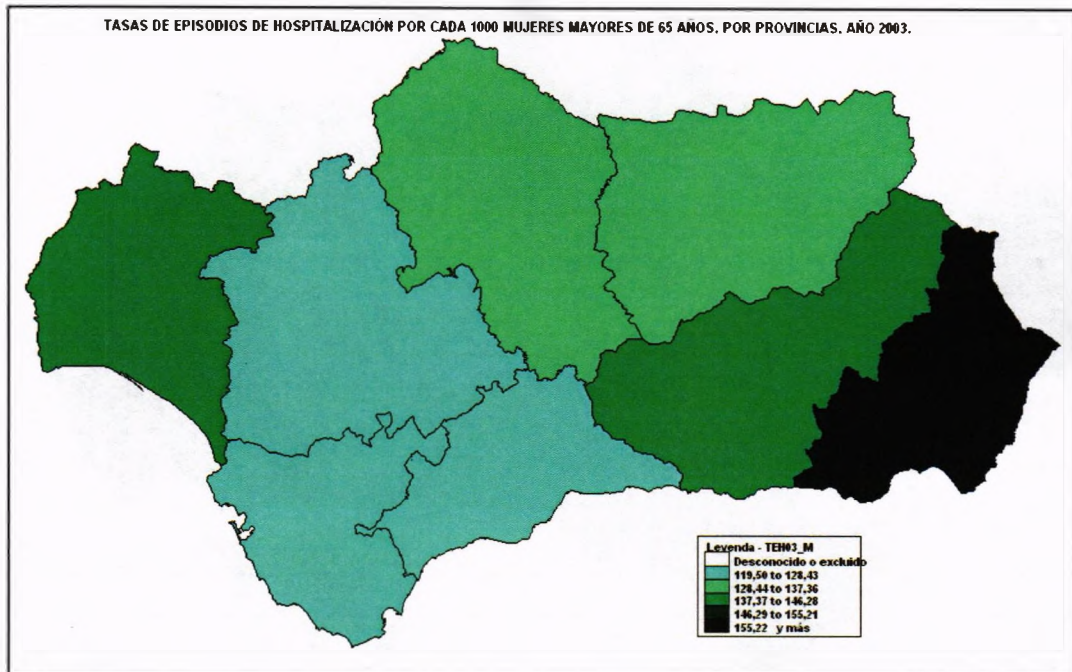 TASAS DE EPISODIOS DE HOSPITALIZACIÓN POR CADA 1000 MUJERES MAYORES DE 65 AÑOS, POR PROVINCIAS. AÑO 2003.
Leyenda - TEH03_M
Desconocido o excluido
119,50 to 128,43
128,44 to 137,36
137,37 to 146,28
146,29 to 155,21
155,22 y más